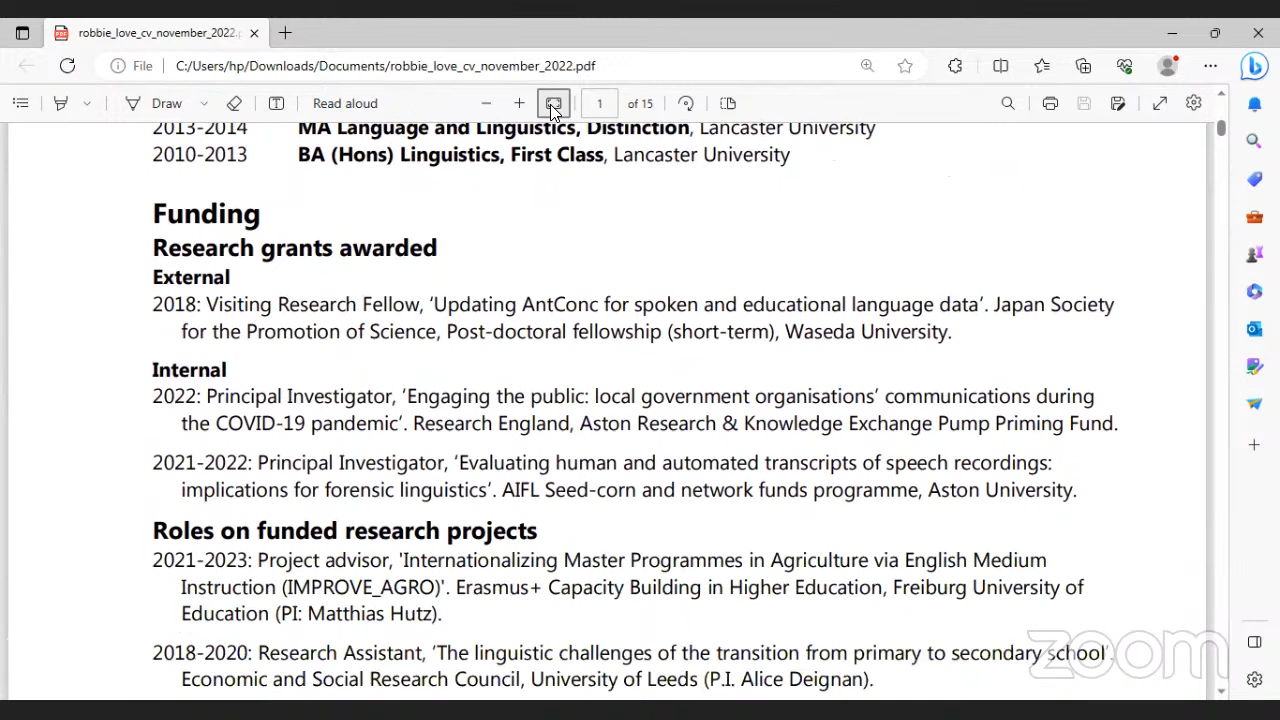 robbie_love_cv_november_2022.
File C:/Users/hp/Downloads/Documents/robbie_love_cv_november_2022.pdf
Draw Read aloud 1 of 15
2013-2014 MA Language and Linguistics, Distinction, Lancaster University
2010-2013 BA (Hons) Linguistics, First Class, Lancaster University
Funding
Research grants awarded
External
2018: Visiting Research Fellow, ‘Updating AntConc for spoken and educational language data’. Japan Society
for the Promotion of Science, Post-doctoral fellowship (short-term), Waseda University.
Internal
2022: Principal Investigator, ‘Engaging the public: local government organisations’ communications during
the COVID-19 pandemic’. Research England, Aston Research & Knowledge Exchange Pump Priming Fund.
2021-2022: Principal Investigator, ‘Evaluating human and automated transcripts of speech recordings:
implications for forensic linguistics’. AIFL Seed-corn and network funds programme, Aston University.
Roles on funded research projects
2021-2023: Project advisor, 'Internationalizing Master Programmes in Agriculture via English Medium
Instruction (IMPROVE_AGRO)'. Erasmus+ Capacity Building in Higher Education, Freiburg University of
Education (PI: Matthias Hutz).
2018-2020: Research Assistant, ‘The linguistic challenges of the transition from primary to secondary school’.
Economic and Social Research Council, University of Leeds (P.I. Alice Deignan).
zoom